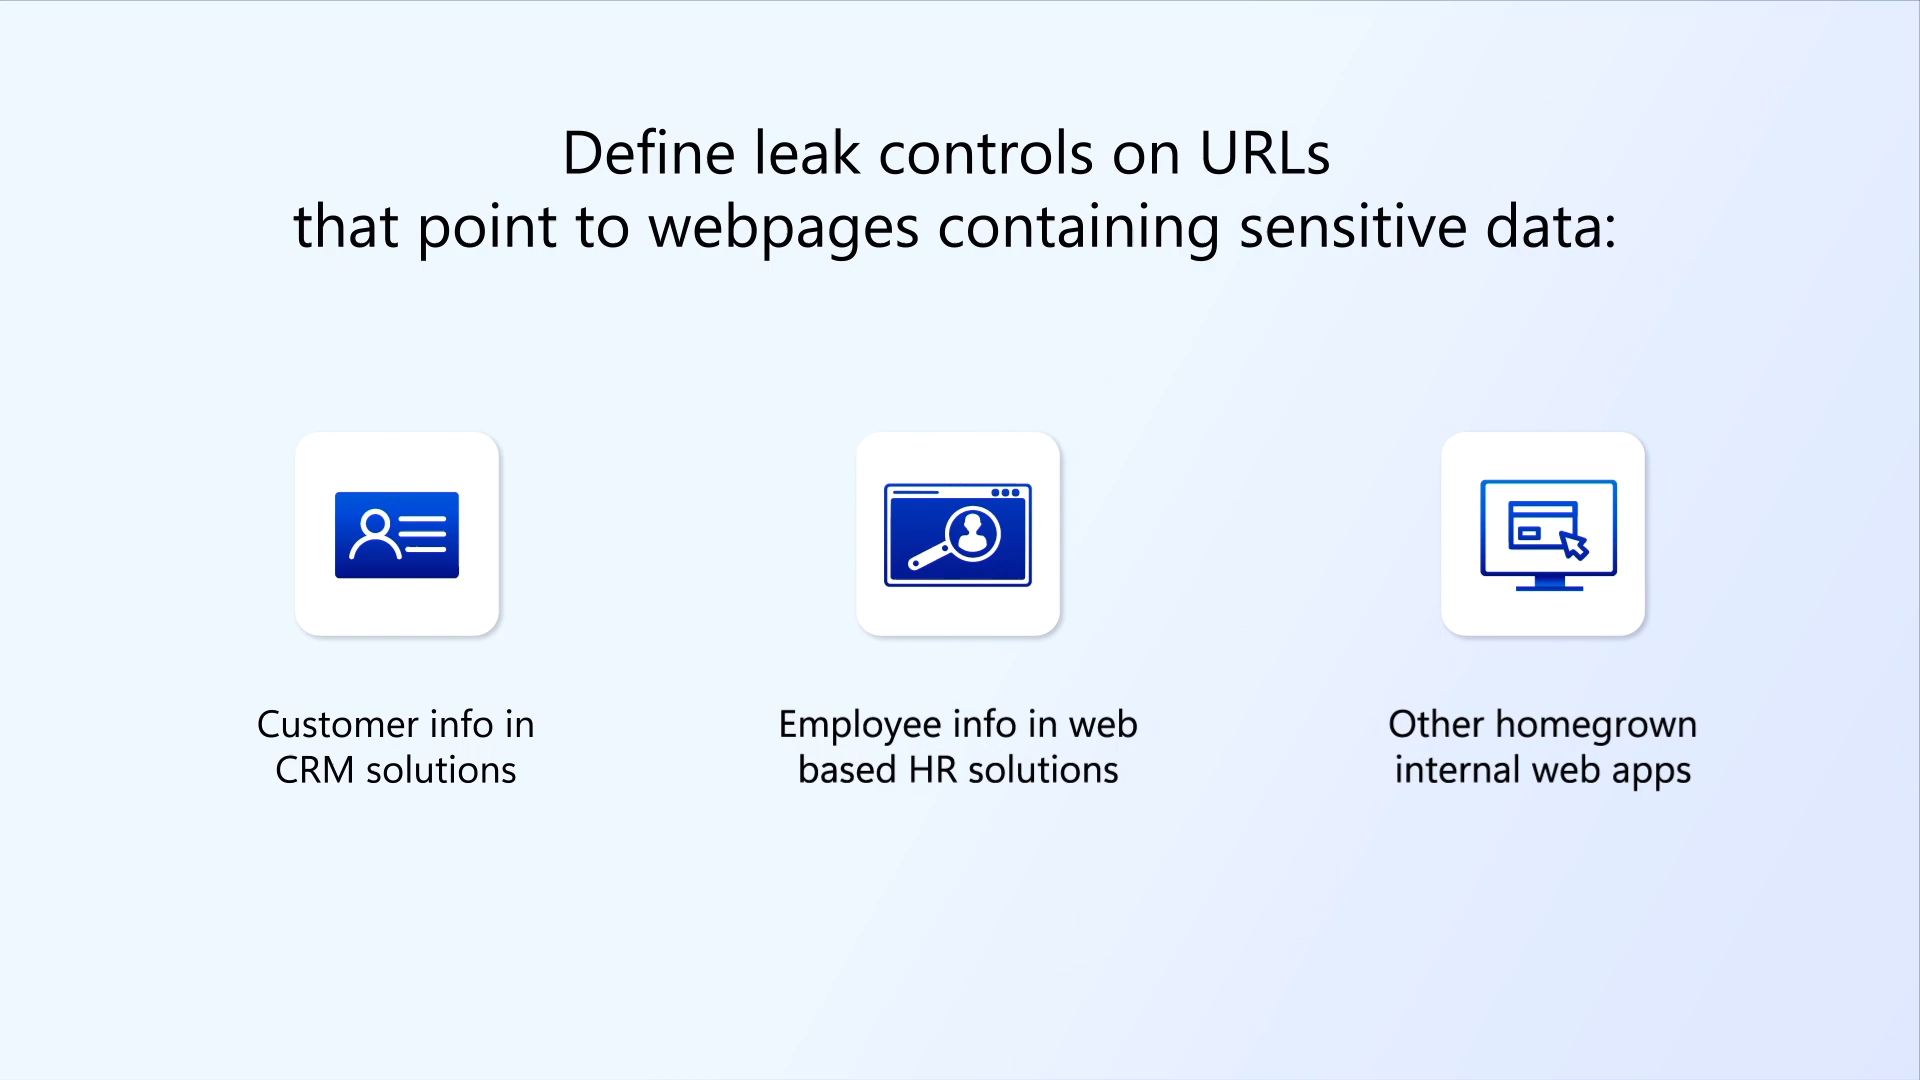 Define leak controls on URLs
that point to webpages containing sensitive data:
Customer info in
CRM solutions
Employee info in web
based HR solutions
Other homegrown
internal web apps